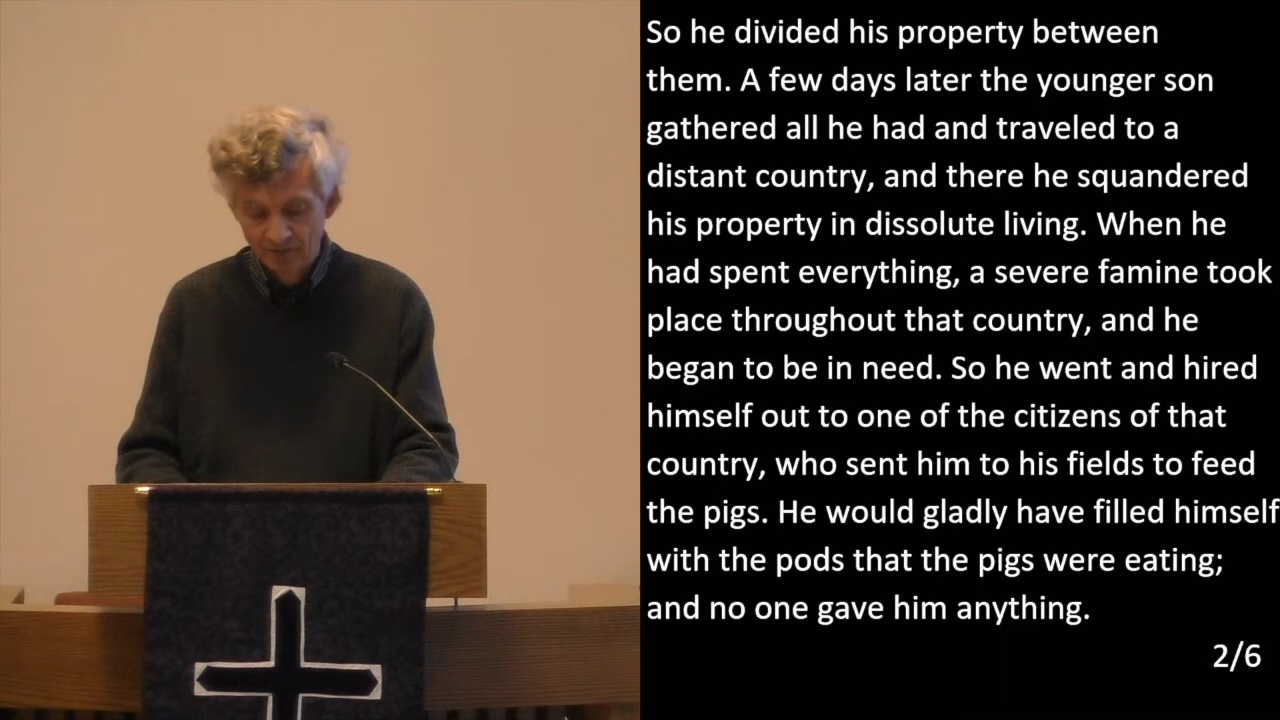 So he divided his property between
them. A few days later the younger son
gathered all he had and traveled to a
distant country, and there he squandered
his property in dissolute living. When he
had spent everything, a severe famine took
place throughout that country, and he
began to be in need. So he went and hired
himself out to one of the citizens of that
country, who sent him to his fields to feed
the pigs. He would gladly have filled himself
with the pods that the pigs were eating;
and no one gave him anything.
2/6